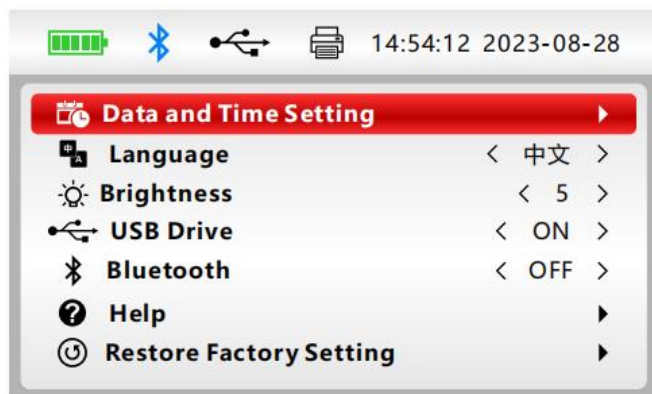 14:54:12 2023-08-28
Data and Time Setting
Language < 中文 >
Brightness < 5 >
USB Drive < ON >
Bluetooth < OFF >
Help
Restore Factory Setting